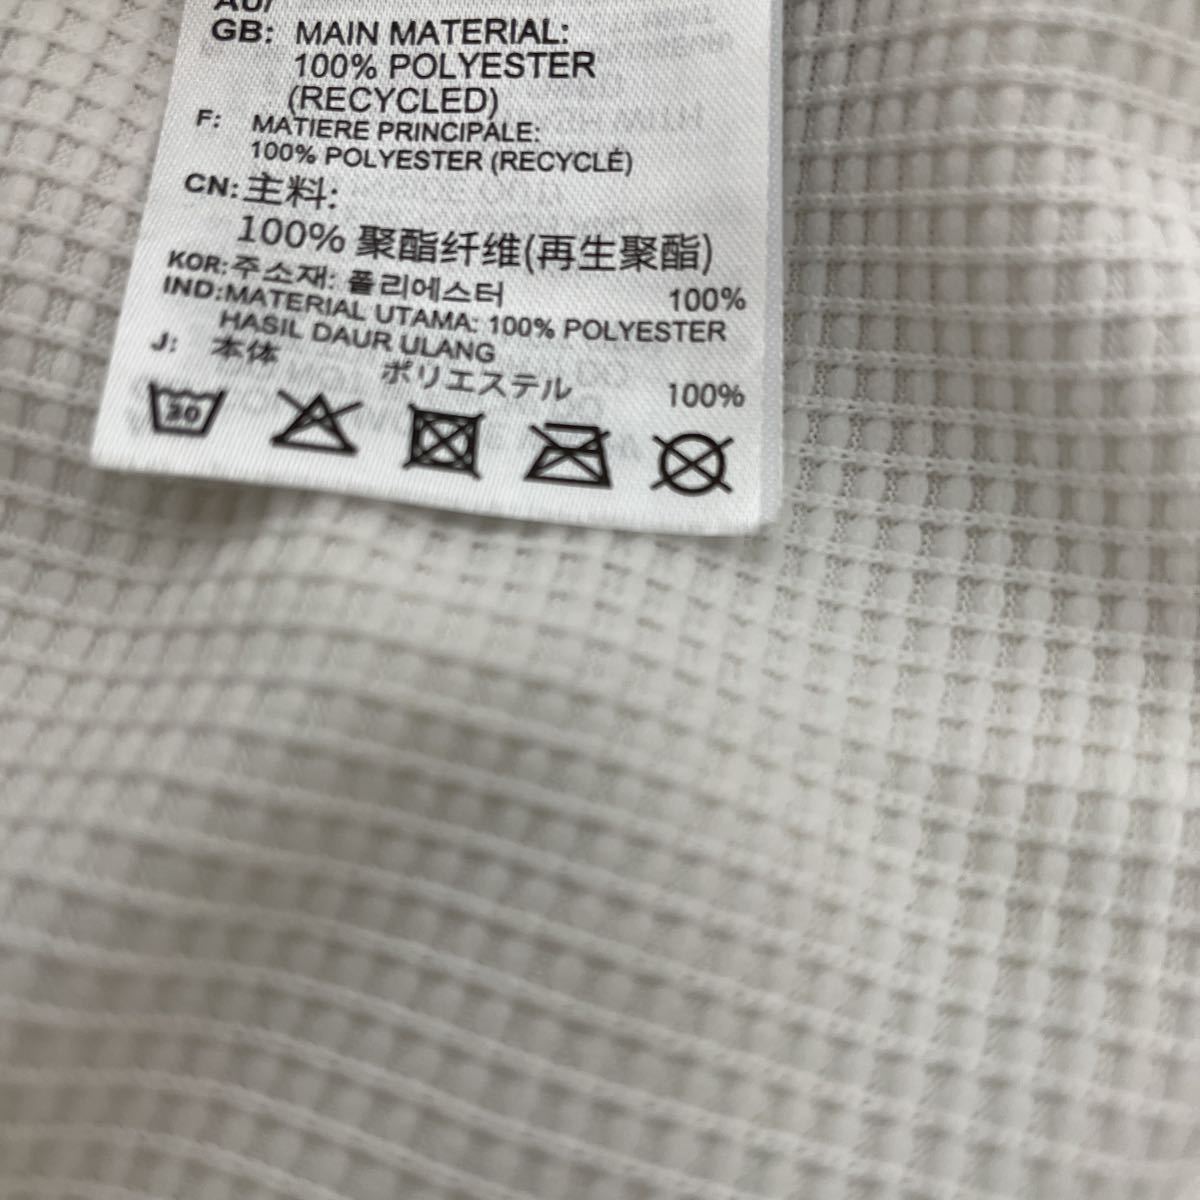 AU/
GB: MAIN MATERIAL:
100% POLYESTER
(RECYCLED)
F: MATIERE PRINCIPALE:
100% POLYESTER (RECYCLÉ)
CN: 主料:
100% 聚酯纤维(再生聚酯)
KOR: 주소재: 폴리에스터 100%
IND: MATERIAL UTAMA: 100% POLYESTER
HASIL DAUR ULANG
J: 本体 ポリエステル 100%
30